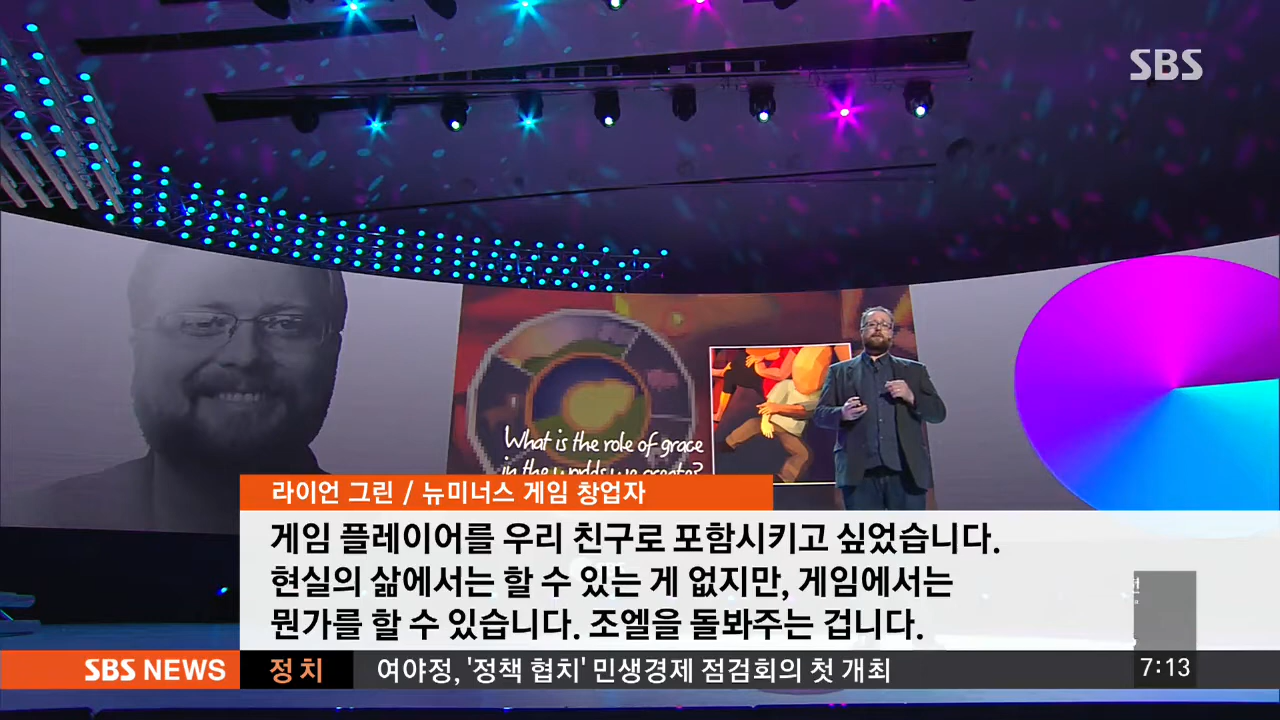 SBS
What is the role of grace
in the worlds we create?
라이언 그린 / 뉴미너스 게임 창업자
게임 플레이어를 우리 친구로 포함시키고 싶었습니다.
현실의 삶에서는 할 수 있는 게 없지만, 게임에서는
뭔가를 할 수 있습니다. 조엘을 돌봐주는 겁니다.
SBS NEWS
정치
여야정, '정책 협치' 민생경제 점검회의 첫 개최
7:13